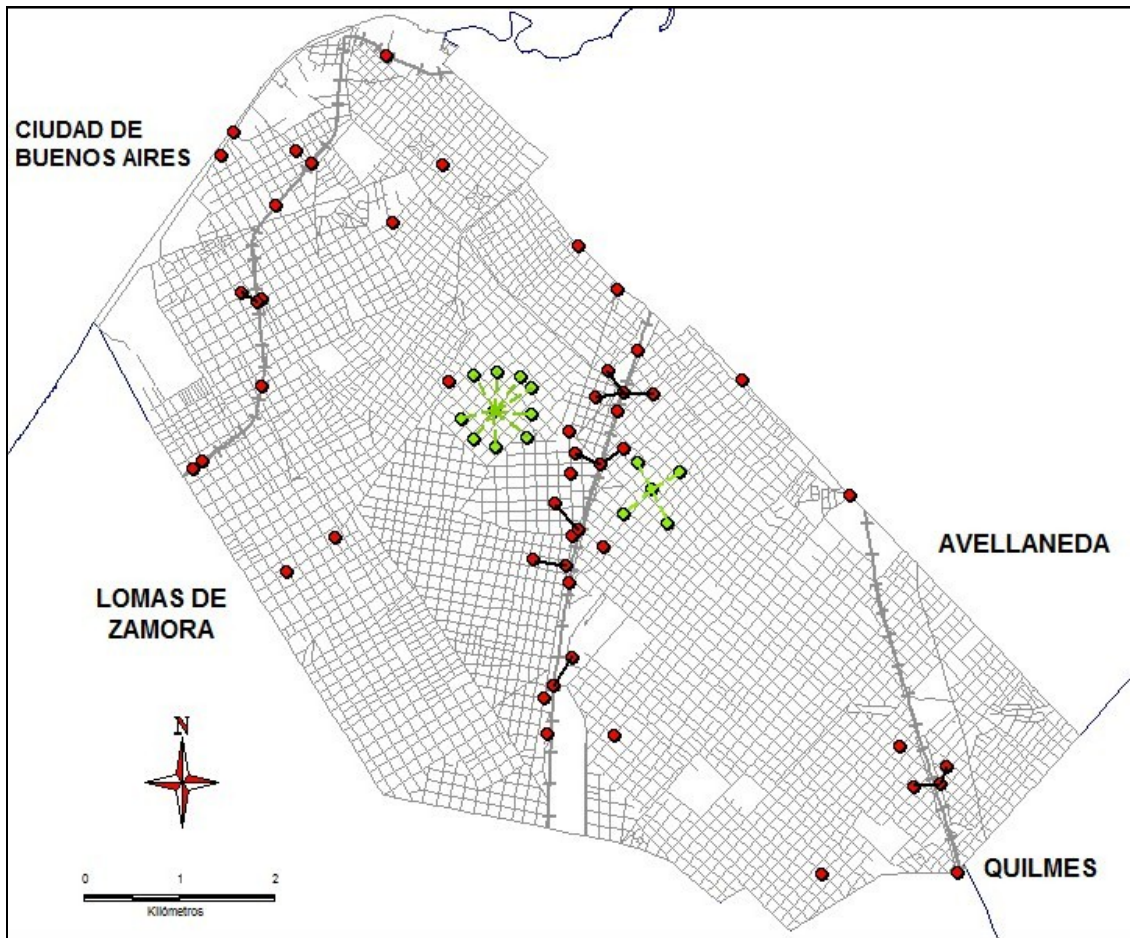 CIUDAD DE
BUENOS AIRES
AVELLANEDA
LOMAS DE
ZAMORA
N
0 1 2
Kilómetros
QUILMES